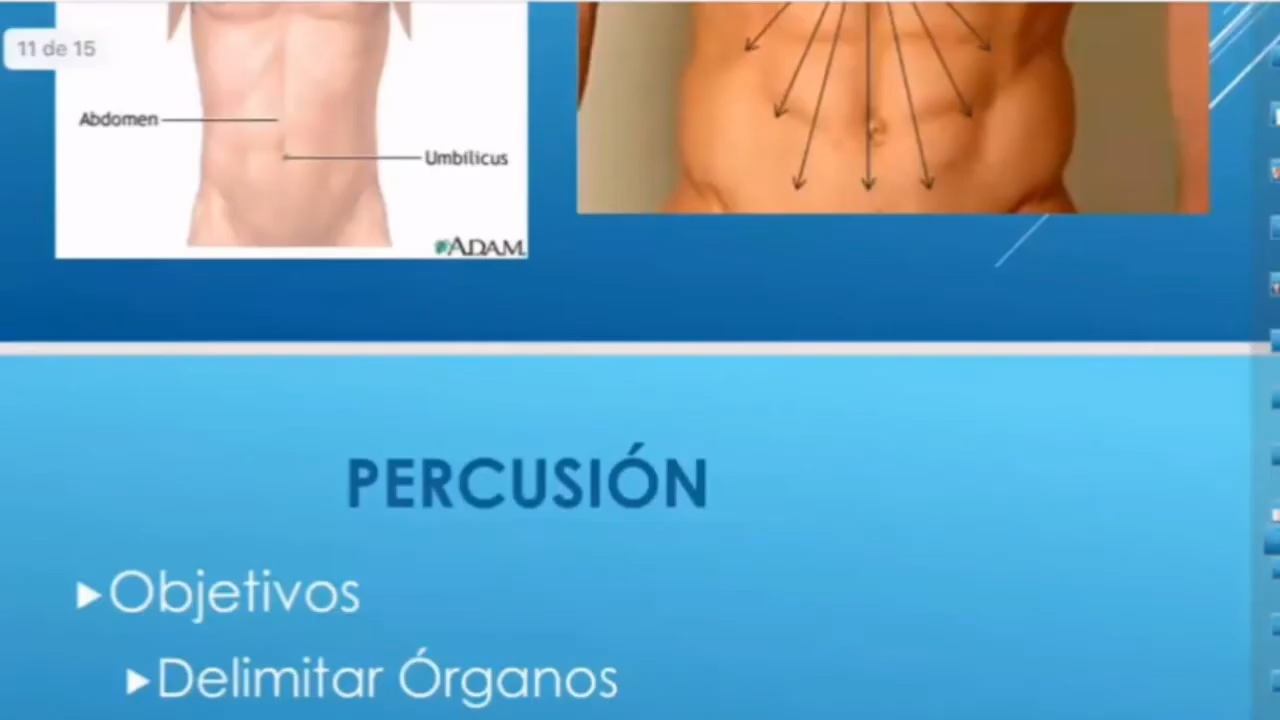 11 de 15
Abdomen
Umbilicus
ADAM.
PERCUSIÓN
Objetivos
Delimitar Órganos